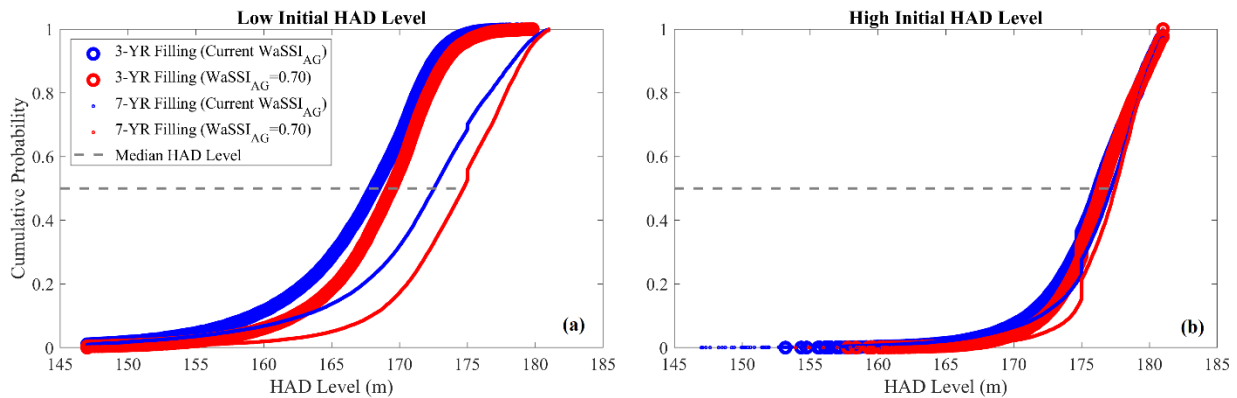 Low Initial HAD Level
3-YR Filling (Current WaSSI_AG)
3-YR Filling (WaSSI_AG=0.70)
7-YR Filling (Current WaSSI_AG)
7-YR Filling (WaSSI_AG=0.70)
Median HAD Level
Cumulative Probability
1
0.8
0.6
0.4
0.2
0
(a)
145 150 155 160 165 170 175 180 185
HAD Level (m)
High Initial HAD Level
1
0.8
0.6
0.4
0.2
0
(b)
145 150 155 160 165 170 175 180 185
HAD Level (m)